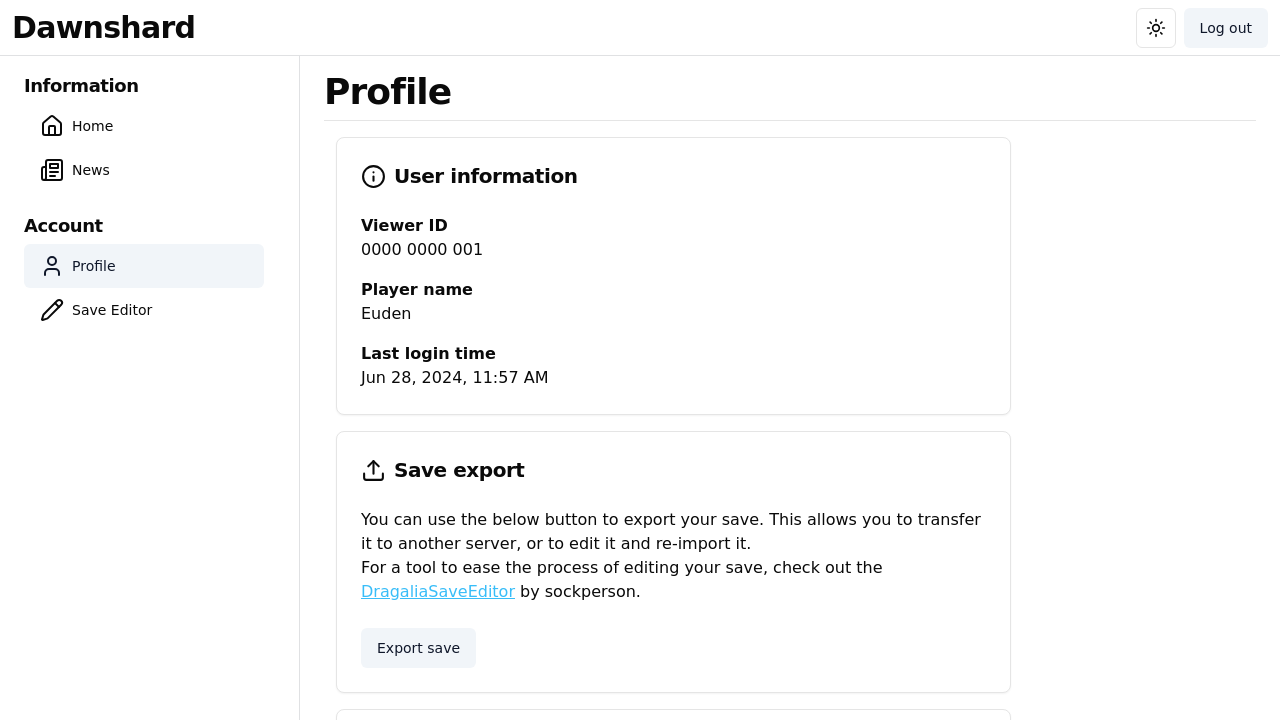 Dawnshard
Log out
Information
Home
News
Account
Profile
Save Editor
Profile
User information
Viewer ID
0000 0000 001
Player name
Euden
Last login time
Jun 28, 2024, 11:57 AM
Save export
You can use the below button to export your save. This allows you to transfer
it to another server, or to edit it and re-import it.
For a tool to ease the process of editing your save, check out the
DragaliaSaveEditor by sockperson.
Export save